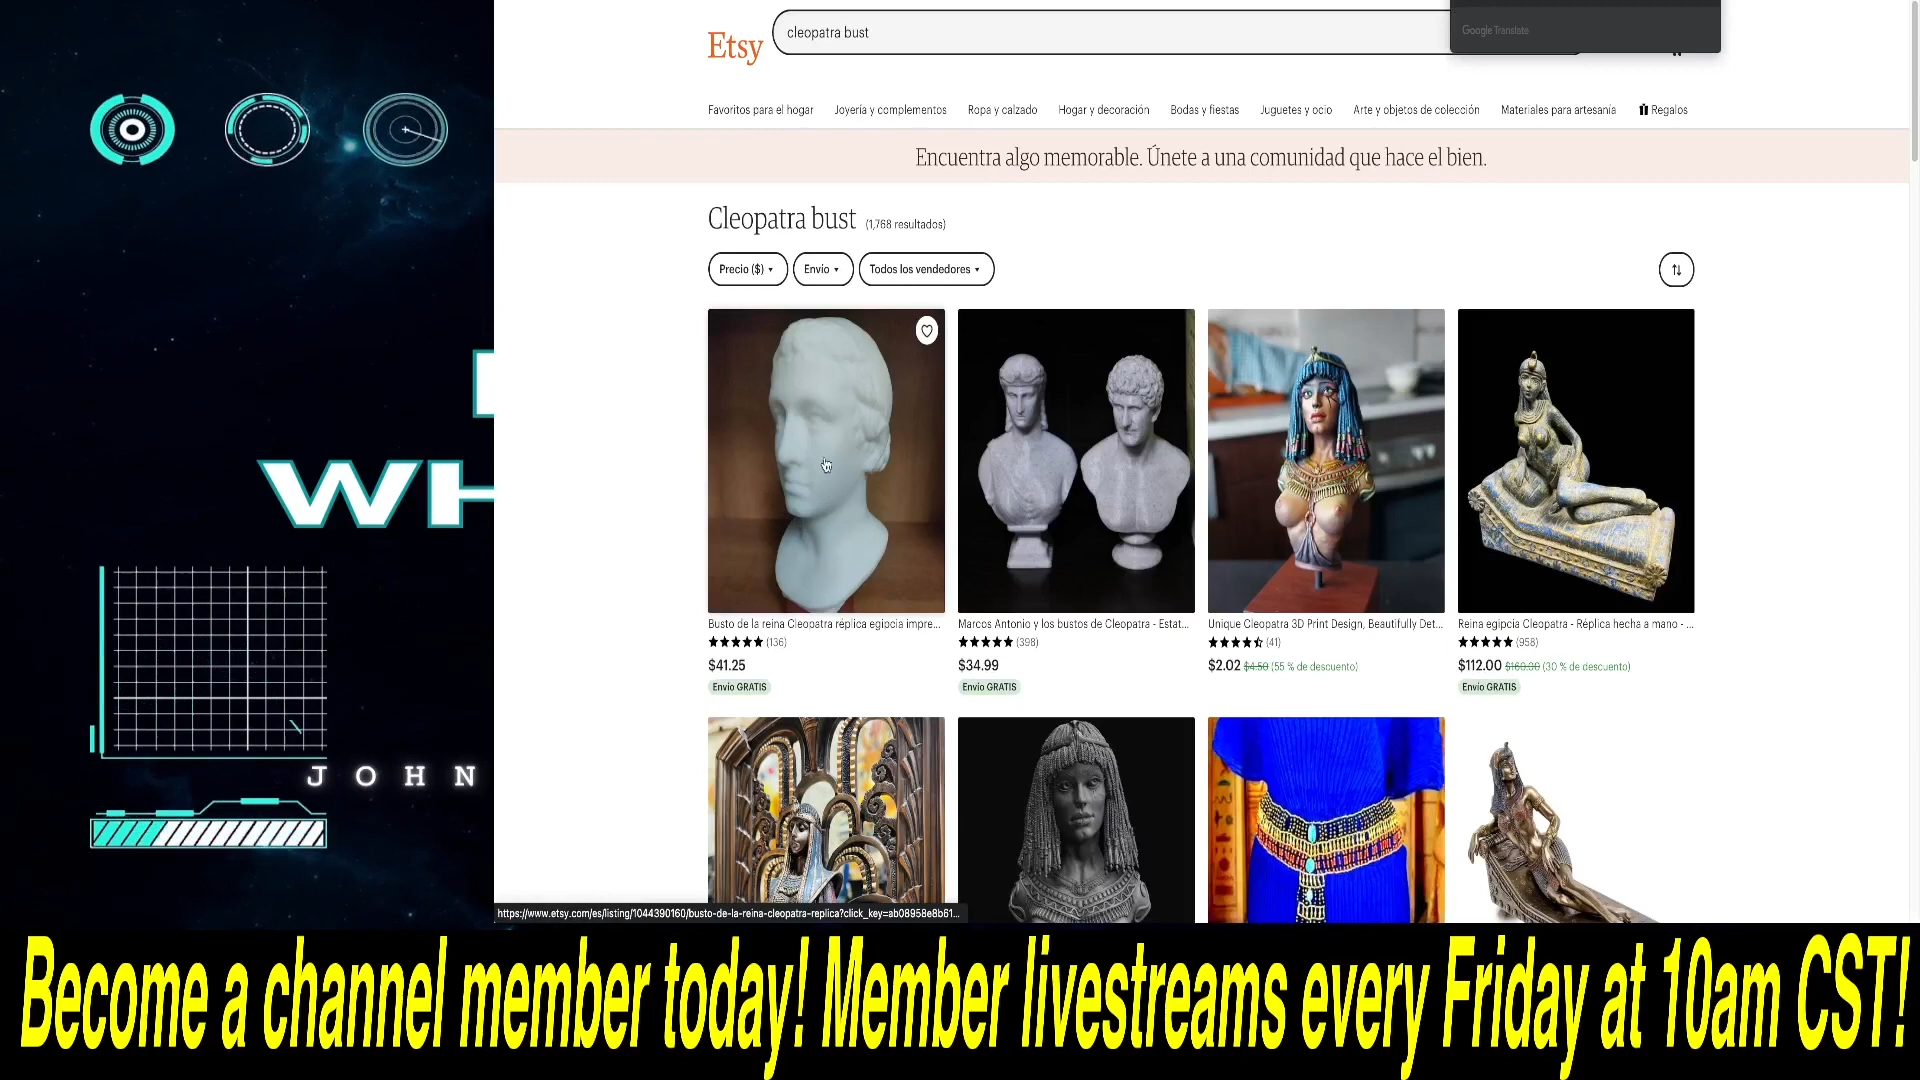 Etsy
cleopatra bust
Google Translate
Favoritos para el hogar
Joyería y complementos
Ropa y calzado
Hogar y decoración
Bodas y fiestas
Juguetes y ocio
Arte y objetos de colección
Materiales para artesanía
Regalos
Encuentra algo memorable. Únete a una comunidad que hace el bien.
Cleopatra bust (1,768 resultados)
Precio ($)
Envío
Todos los vendedores
WH
JOHN
Busto de la reina Cleopatra réplica egipcia impre...
(136)
$41.25
Envío GRATIS
Marcos Antonio y los bustos de Cleopatra - Estat...
(398)
$34.99
Envío GRATIS
Unique Cleopatra 3D Print Design, Beautifully Det...
(41)
$2.02 $4.50 (55 % de descuento)
Reina egipcia Cleopatra - Réplica hecha a mano - ...
(958)
$112.00 $160.00 (30 % de descuento)
Envío GRATIS
https://www.etsy.com/es/listing/1044390160/busto-de-la-reina-cleopatra-replica?click_key=ab08958e8b61...
Become a channel member today! Member livestreams every Friday at 10am CST!